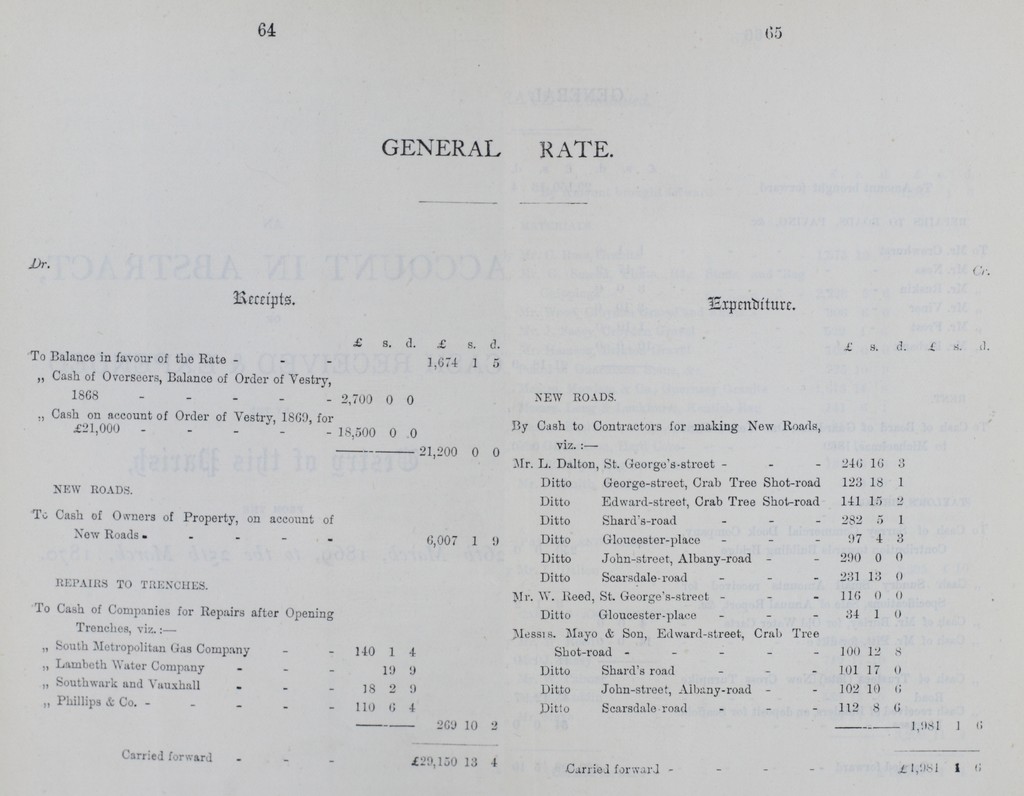 64
65
GENERAL RATE.
Dr.
Receipts.
£ s. d. £ s. d.
To Balance in favour of the Rate - - - 1,674 1 5
„ Cash of Overseers, Balance of Order of Vestry,
1868 - - - - - 2,700 0 0
„ Cash on account of Order of Vestry, 1869, for
£21,000 - - - - - 18,500 0 0
21,200 0 0
NEW ROADS.
To Cash of Owners of Property, on account of
New Roads - - - - - 6,007 1 9
REPAIRS TO TRENCHES.
To Cash of Companies for Repairs after Opening
Trenches, viz.:—
„ South Metropolitan Gas Company - - 140 1 4
„ Lambeth Water Company - - - 19 9
„ Southwark and Vauxhall - - - 18 2 9
„ Phillips & Co. - - - - - 110 6 4
269 10 2
Carried forward - - - £29,150 13 4
Cr.
Expenditure.
£ s. d. £ s. d.
NEW ROADS.
By Cash to Contractors for making New Roads,
viz.:—
Mr. L. Dalton, St. George's-street - - - 246 16 3
Ditto George-street, Crab Tree Shot-road 123 18 1
Ditto Edward-street, Crab Tree Shot-road 141 15 2
Ditto Shard's-road - - - 282 5 1
Ditto Gloucester-place - - - 97 4 3
Ditto John-street, Albany-road - - 290 0 0
Ditto Scarsdale-road - - - 231 13 0
Mr. W. Reed, St. George's-street - - - 116 0 0
Ditto Gloucester-place - - - 34 1 0
Messrs. Mayo & Son, Edward-street, Crab Tree
Shot-road - - - - - 100 12 8
Ditto Shard's road - - - 101 17 0
Ditto John-street, Albany-road - - 102 10 6
Ditto Scarsdale road - - - 112 8 6
1,981 1 6
Carried forward - - - - £1,981 1 6